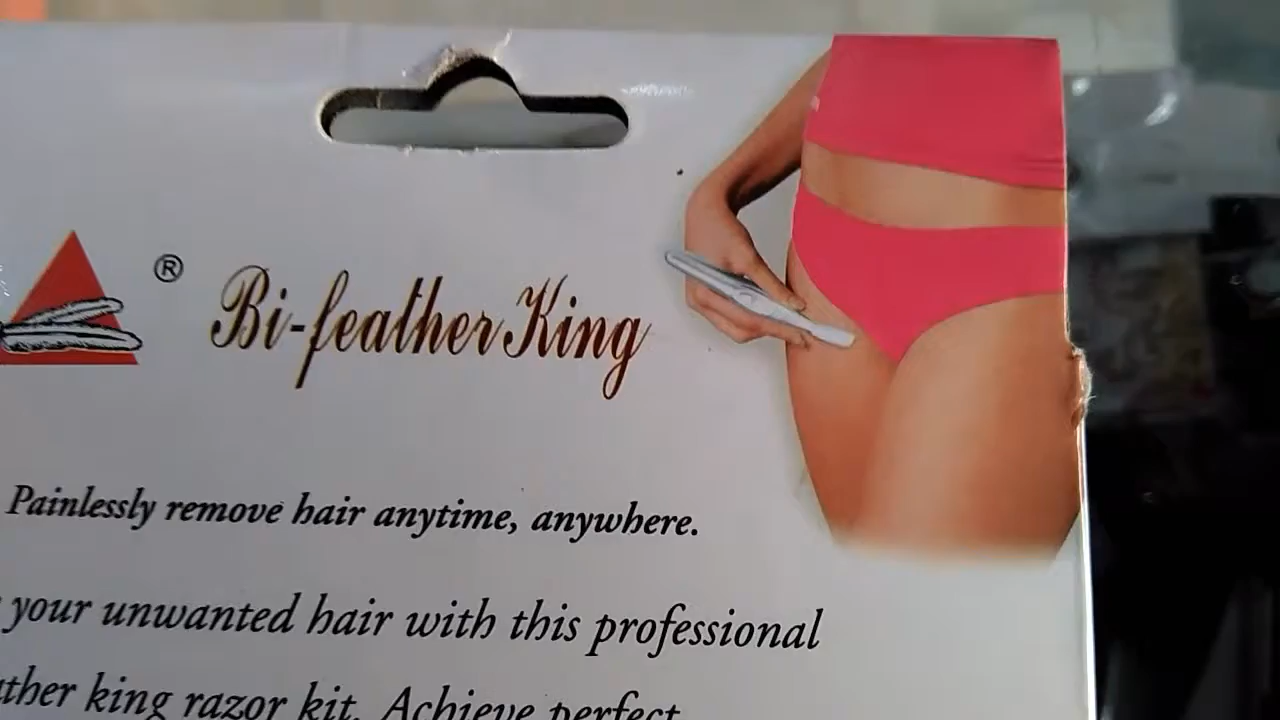 ® Bi-feather King
Painlessly remove hair anytime, anywhere.
your unwanted hair with this professional
king razor kit. Achieve perfect